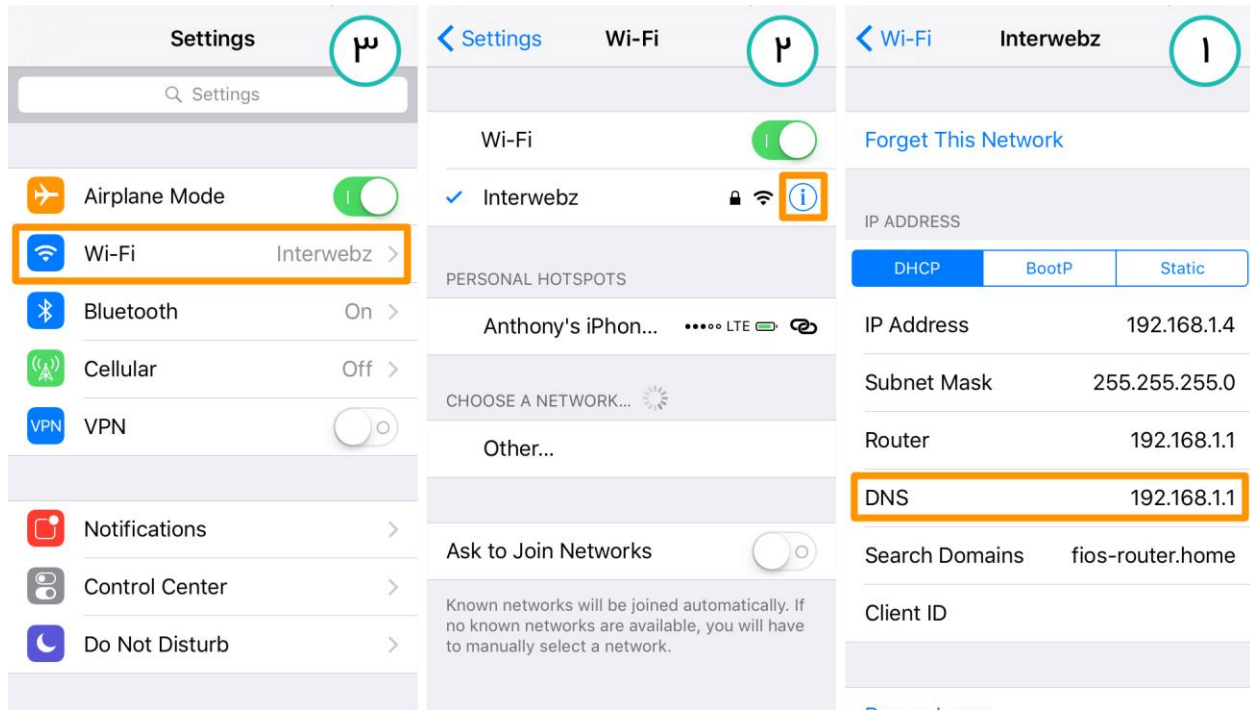 Settings
٣
Settings
Airplane Mode
Wi-Fi Interwebz
Bluetooth On
Cellular Off
VPN VPN
Notifications
Control Center
Do Not Disturb
Settings Wi-Fi
٢
Wi-Fi
Interwebz
PERSONAL HOTSPOTS
Anthony's iPhon... LTE
CHOOSE A NETWORK...
Other...
Ask to Join Networks
Known networks will be joined automatically. If
no known networks are available, you will have
to manually select a network.
Wi-Fi Interwebz
١
Forget This Network
IP ADDRESS
DHCP BootP Static
IP Address 192.168.1.4
Subnet Mask 255.255.255.0
Router 192.168.1.1
DNS 192.168.1.1
Search Domains fios-router.home
Client ID